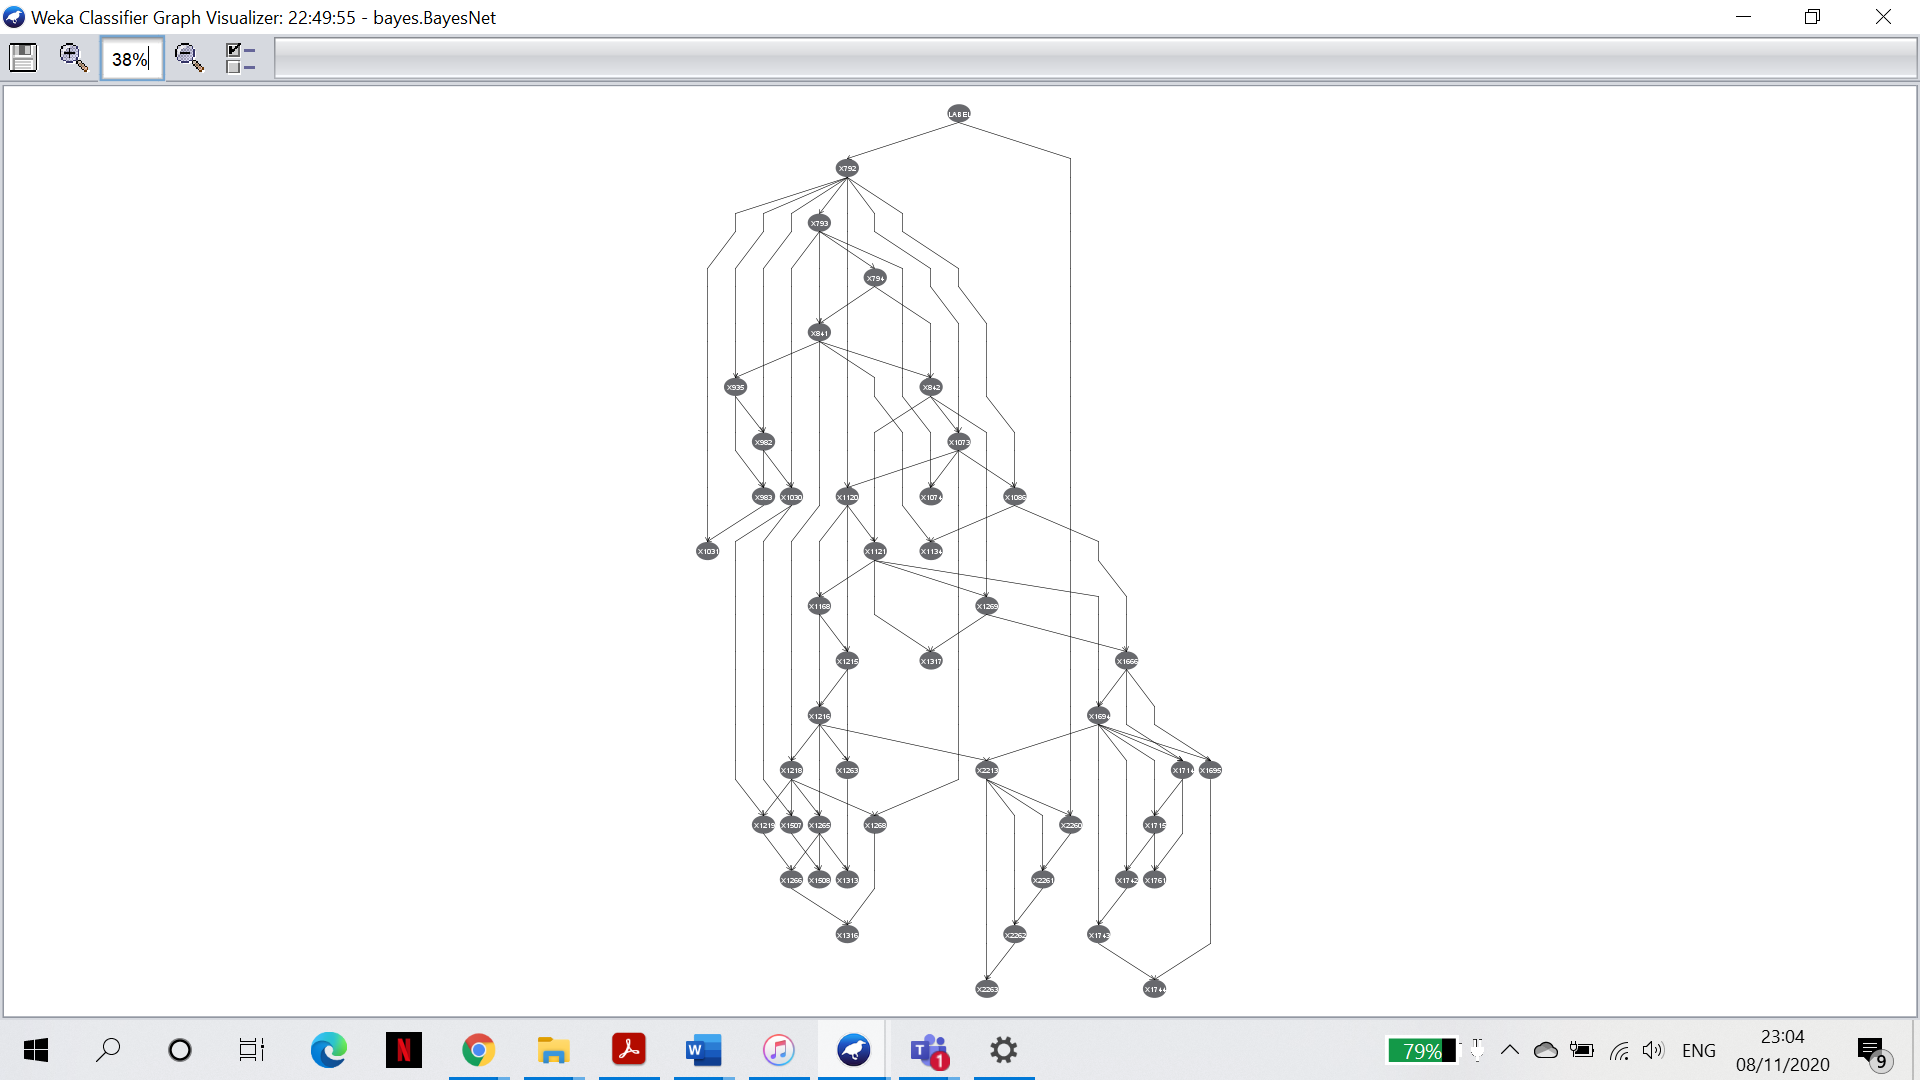 Weka Classifier Graph Visualizer: 22:49:55 - bayes.BayesNet
38%
LABEL
X792
X793
X794
X841
X935 X842
X982 X1073
X983 X1030 X1120 X1074 X1086
X1031 X1121 X1134
X1168 X1269
X1215 X1317 X1666
X1216 X1694
X1218 X1263 X2213 X1714 X1695
X1219 X1507 X1265 X1268 X2260 X1715
X1266 X1508 X1313 X2261 X1742 X1761
X1316 X2262 X1743
X2263 X1744
N W T 1 79% ENG 23:04
08/11/2020 9